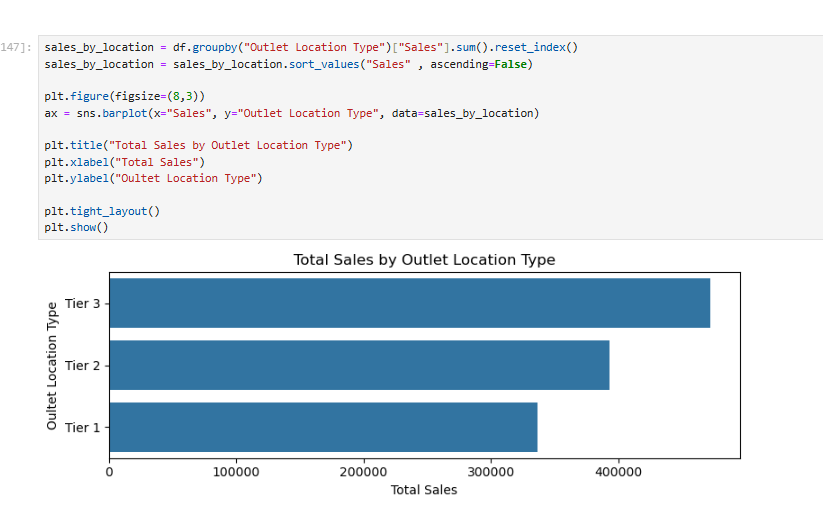 147]: sales_by_location = df.groupby("Outlet Location Type")["Sales"].sum().reset_index()
sales_by_location = sales_by_location.sort_values("Sales" , ascending=False)
plt.figure(figsize=(8,3))
ax = sns.barplot(x="Sales", y="Outlet Location Type", data=sales_by_location)
plt.title("Total Sales by Outlet Location Type")
plt.xlabel("Total Sales")
plt.ylabel("Oultet Location Type")
plt.tight_layout()
plt.show()
Total Sales by Outlet Location Type
Oultet Location Type
Tier 3
Tier 2
Tier 1
0 100000 200000 300000 400000
Total Sales